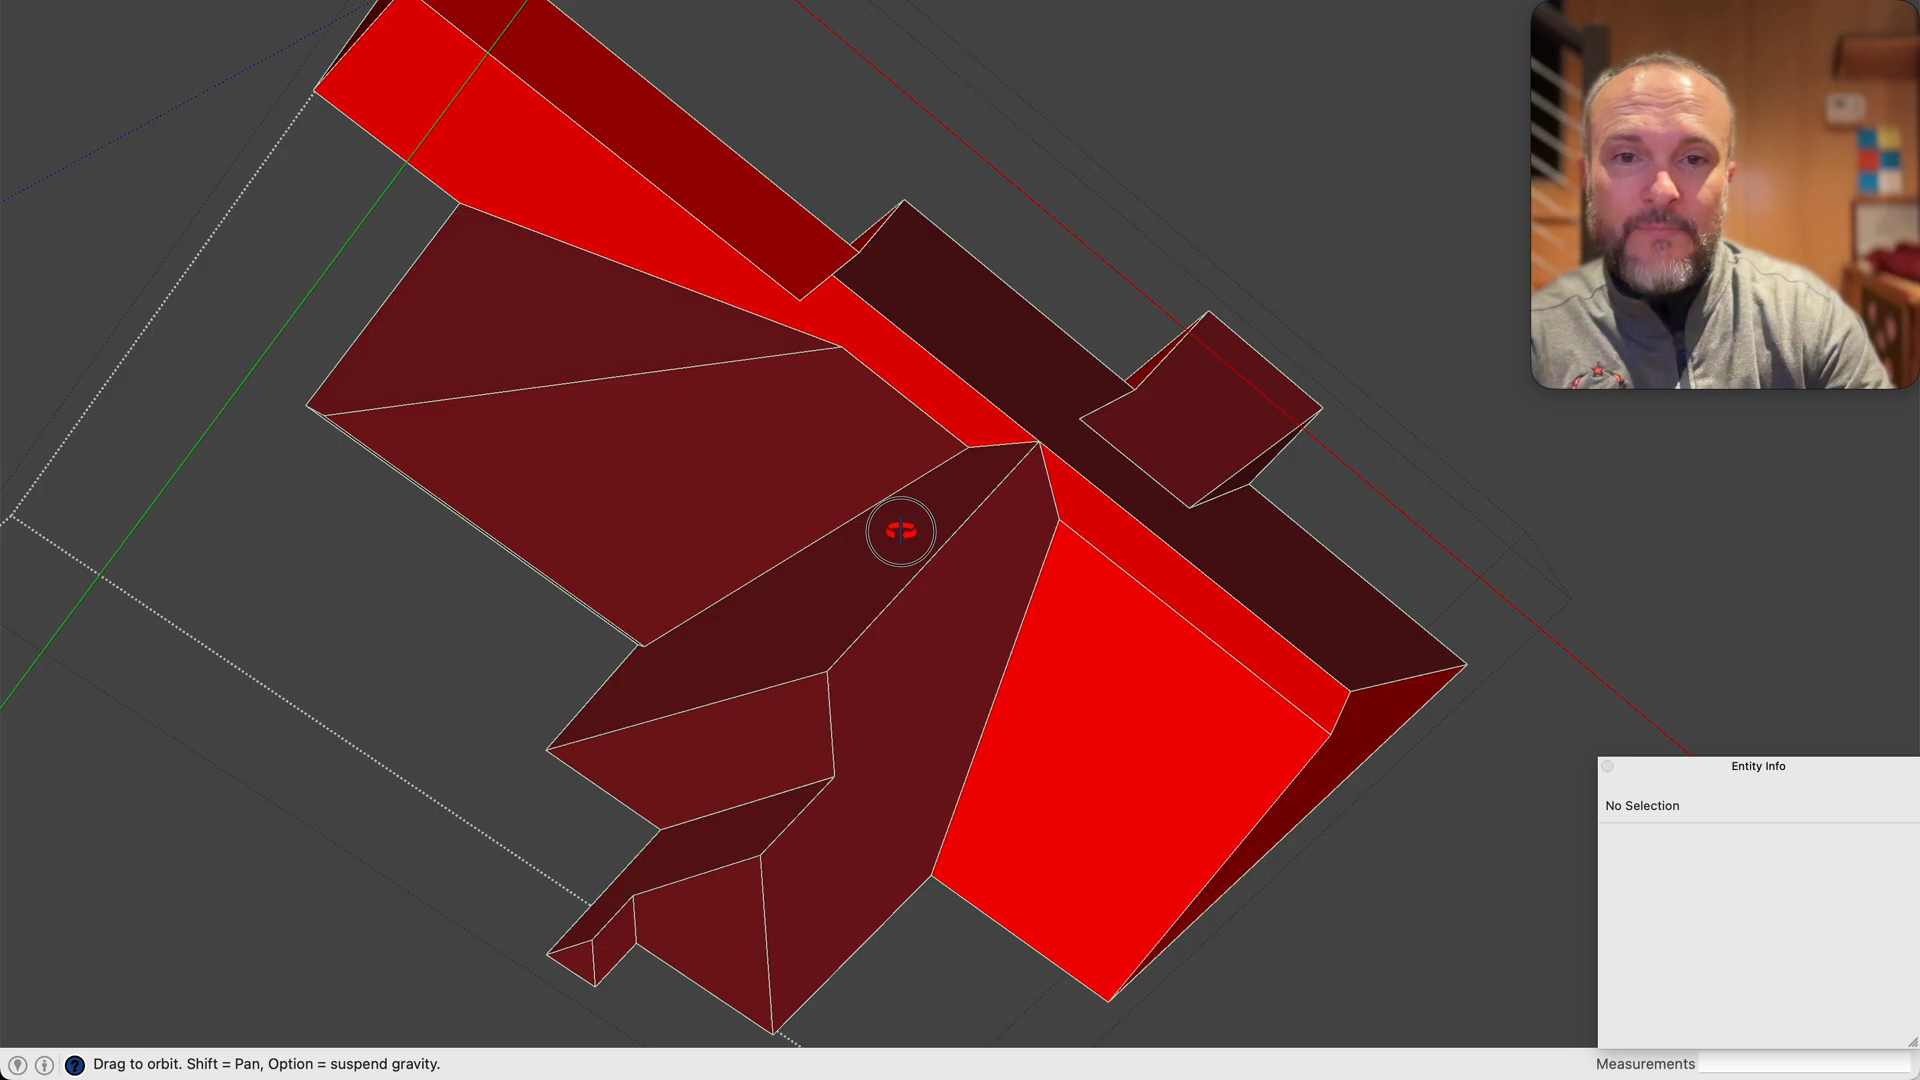 Entity Info
No Selection
? Drag to orbit. Shift = Pan, Option = suspend gravity.
Measurements